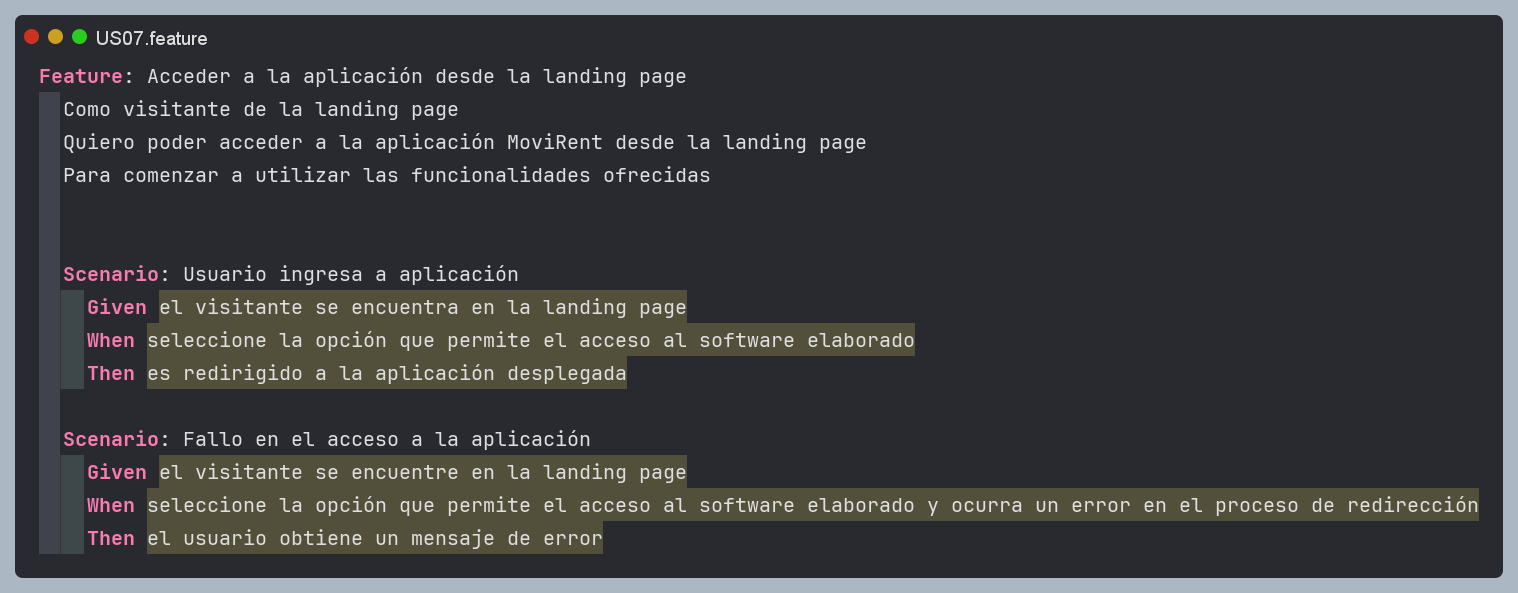 US07.feature
Feature: Acceder a la aplicación desde la landing page
Como visitante de la landing page
Quiero poder acceder a la aplicación MoviRent desde la landing page
Para comenzar a utilizar las funcionalidades ofrecidas
Scenario: Usuario ingresa a aplicación
Given el visitante se encuentra en la landing page
When seleccione la opción que permite el acceso al software elaborado
Then es redirigido a la aplicación desplegada
Scenario: Fallo en el acceso a la aplicación
Given el visitante se encuentre en la landing page
When seleccione la opción que permite el acceso al software elaborado y ocurra un error en el proceso de redirección
Then el usuario obtiene un mensaje de error